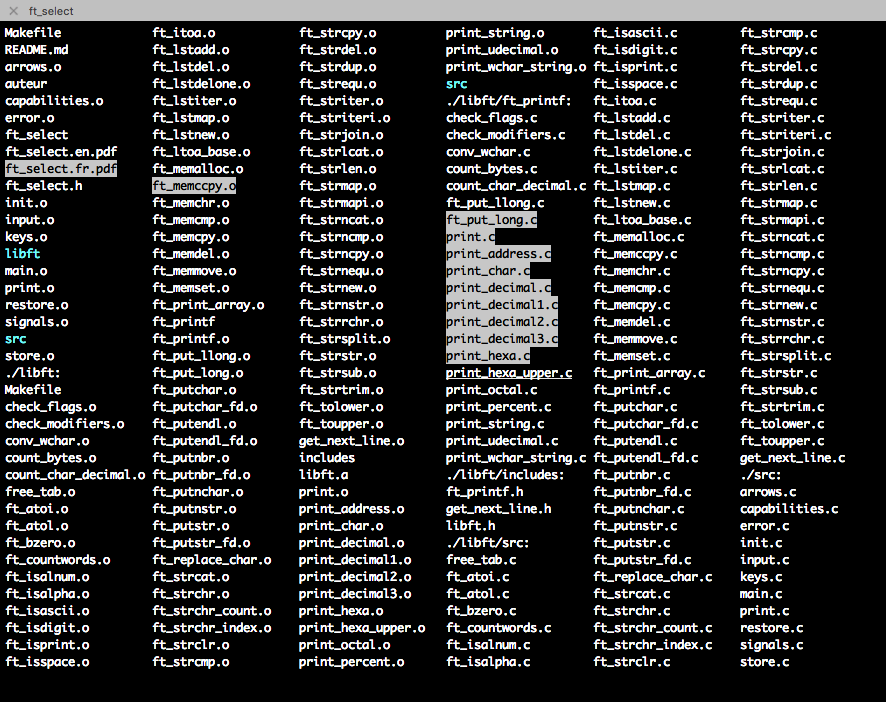 ft_select
Makefile
README.md
arrows.o
auteur
capabilities.o
error.o
ft_select
ft_select.en.pdf
ft_select.fr.pdf
ft_select.h
init.o
input.o
keys.o
libft
main.o
print.o
restore.o
signals.o
src
store.o
./libft:
Makefile
check_flags.o
check_modifiers.o
conv_wchar.o
count_bytes.o
count_char_decimal.o
free_tab.o
ft_atoi.o
ft_atol.o
ft_bzero.o
ft_countwords.o
ft_isalnum.o
ft_isalpha.o
ft_isascii.o
ft_isdigit.o
ft_isprint.o
ft_isspace.o
ft_itoa.o
ft_lstadd.o
ft_lstdel.o
ft_lstdelone.o
ft_lstiter.o
ft_lstmap.o
ft_lstnew.o
ft_ltoa_base.o
ft_memalloc.o
ft_memccpy.o
ft_memchr.o
ft_memcmp.o
ft_memcpy.o
ft_memdel.o
ft_memmove.o
ft_memset.o
ft_print_array.o
ft_printf
ft_printf.o
ft_put_llong.o
ft_put_long.o
ft_putchar.o
ft_putchar_fd.o
ft_putendl.o
ft_putendl_fd.o
ft_putnbr.o
ft_putnbr_fd.o
ft_putnchar.o
ft_putnstr.o
ft_putstr.o
ft_putstr_fd.o
ft_replace_char.o
ft_strcat.o
ft_strchr.o
ft_strchr_count.o
ft_strchr_index.o
ft_strclr.o
ft_strcmp.o
ft_strcpy.o
ft_strdel.o
ft_strdup.o
ft_strequ.o
ft_striter.o
ft_striteri.o
ft_strjoin.o
ft_strlcat.o
ft_strlen.o
ft_strmap.o
ft_strmapi.o
ft_strncat.o
ft_strncmp.o
ft_strncpy.o
ft_strnequ.o
ft_strnew.o
ft_strnstr.o
ft_strrchr.o
ft_strsplit.o
ft_strstr.o
ft_strsub.o
ft_strtrim.o
ft_tolower.o
ft_toupper.o
get_next_line.o
includes
libft.a
print.o
print_address.o
print_char.o
print_decimal.o
print_decimal1.o
print_decimal2.o
print_decimal3.o
print_hexa.o
print_hexa_upper.o
print_octal.o
print_percent.o
print_string.o
print_udecimal.o
print_wchar_string.o
src
./libft/ft_printf:
check_flags.c
check_modifiers.c
conv_wchar.c
count_bytes.c
count_char_decimal.c
ft_put_llong.c
ft_put_long.c
print.c
print_address.c
print_char.c
print_decimal.c
print_decimal1.c
print_decimal2.c
print_decimal3.c
print_hexa.c
print_hexa_upper.c
print_octal.c
print_percent.c
print_string.c
print_udecimal.c
print_wchar_string.c
./libft/includes:
ft_printf.h
get_next_line.h
libft.h
./libft/src:
free_tab.c
ft_atoi.c
ft_atol.c
ft_bzero.c
ft_countwords.c
ft_isalnum.c
ft_isalpha.c
ft_isascii.c
ft_isdigit.c
ft_isprint.c
ft_isspace.c
ft_itoa.c
ft_lstadd.c
ft_lstdel.c
ft_lstdelone.c
ft_lstiter.c
ft_lstmap.c
ft_lstnew.c
ft_ltoa_base.c
ft_memalloc.c
ft_memccpy.c
ft_memchr.c
ft_memcmp.c
ft_memcpy.c
ft_memdel.c
ft_memmove.c
ft_memset.c
ft_print_array.c
ft_printf.c
ft_putchar.c
ft_putchar_fd.c
ft_putendl.c
ft_putendl_fd.c
ft_putnbr.c
ft_putnbr_fd.c
ft_putnchar.c
ft_putnstr.c
ft_putstr.c
ft_putstr_fd.c
ft_replace_char.c
ft_strcat.c
ft_strchr.c
ft_strchr_count.c
ft_strchr_index.c
ft_strclr.c
ft_strcmp.c
ft_strcpy.c
ft_strdel.c
ft_strdup.c
ft_strequ.c
ft_striter.c
ft_striteri.c
ft_strjoin.c
ft_strlcat.c
ft_strlen.c
ft_strmap.c
ft_strmapi.c
ft_strncat.c
ft_strncmp.c
ft_strncpy.c
ft_strnequ.c
ft_strnew.c
ft_strnstr.c
ft_strrchr.c
ft_strsplit.c
ft_strstr.c
ft_strsub.c
ft_strtrim.c
ft_tolower.c
ft_toupper.c
get_next_line.c
./src:
arrows.c
capabilities.c
error.c
init.c
input.c
keys.c
main.c
print.c
restore.c
signals.c
store.c